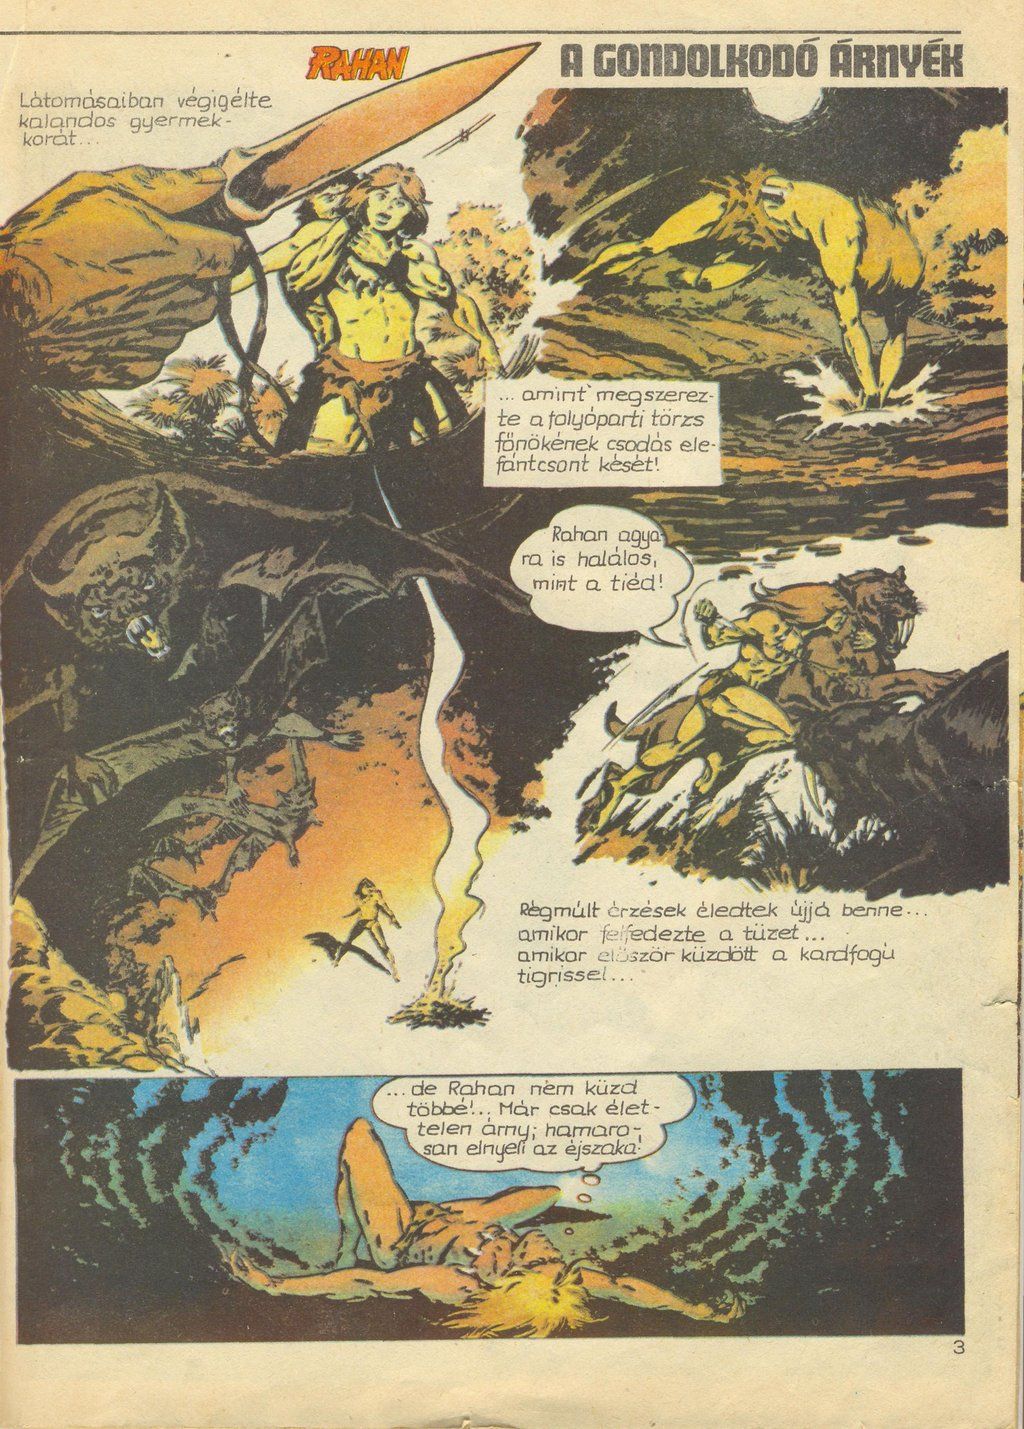 RAHAN
A GONDOLKODÓ ÁRNYÉK
Látomásaiban végigélte
kalandos gyermek-
korát...
... amint megszerez-
te a folyóparti törzs
főnökének csodás ele-
fántcsont kését!
Rahan agya-
ra is halálos,
mint a tiéd!
Régmúlt érzések éledtek újjá benne...
amikor felfedezte a tüzet...
amikor először küzdött a kardfogú
tigrissel...
... de Rahan nem küzd
többé!.. Már csak élet-
telen árny; hamaro-
san elnyeli az éjszaka!
3